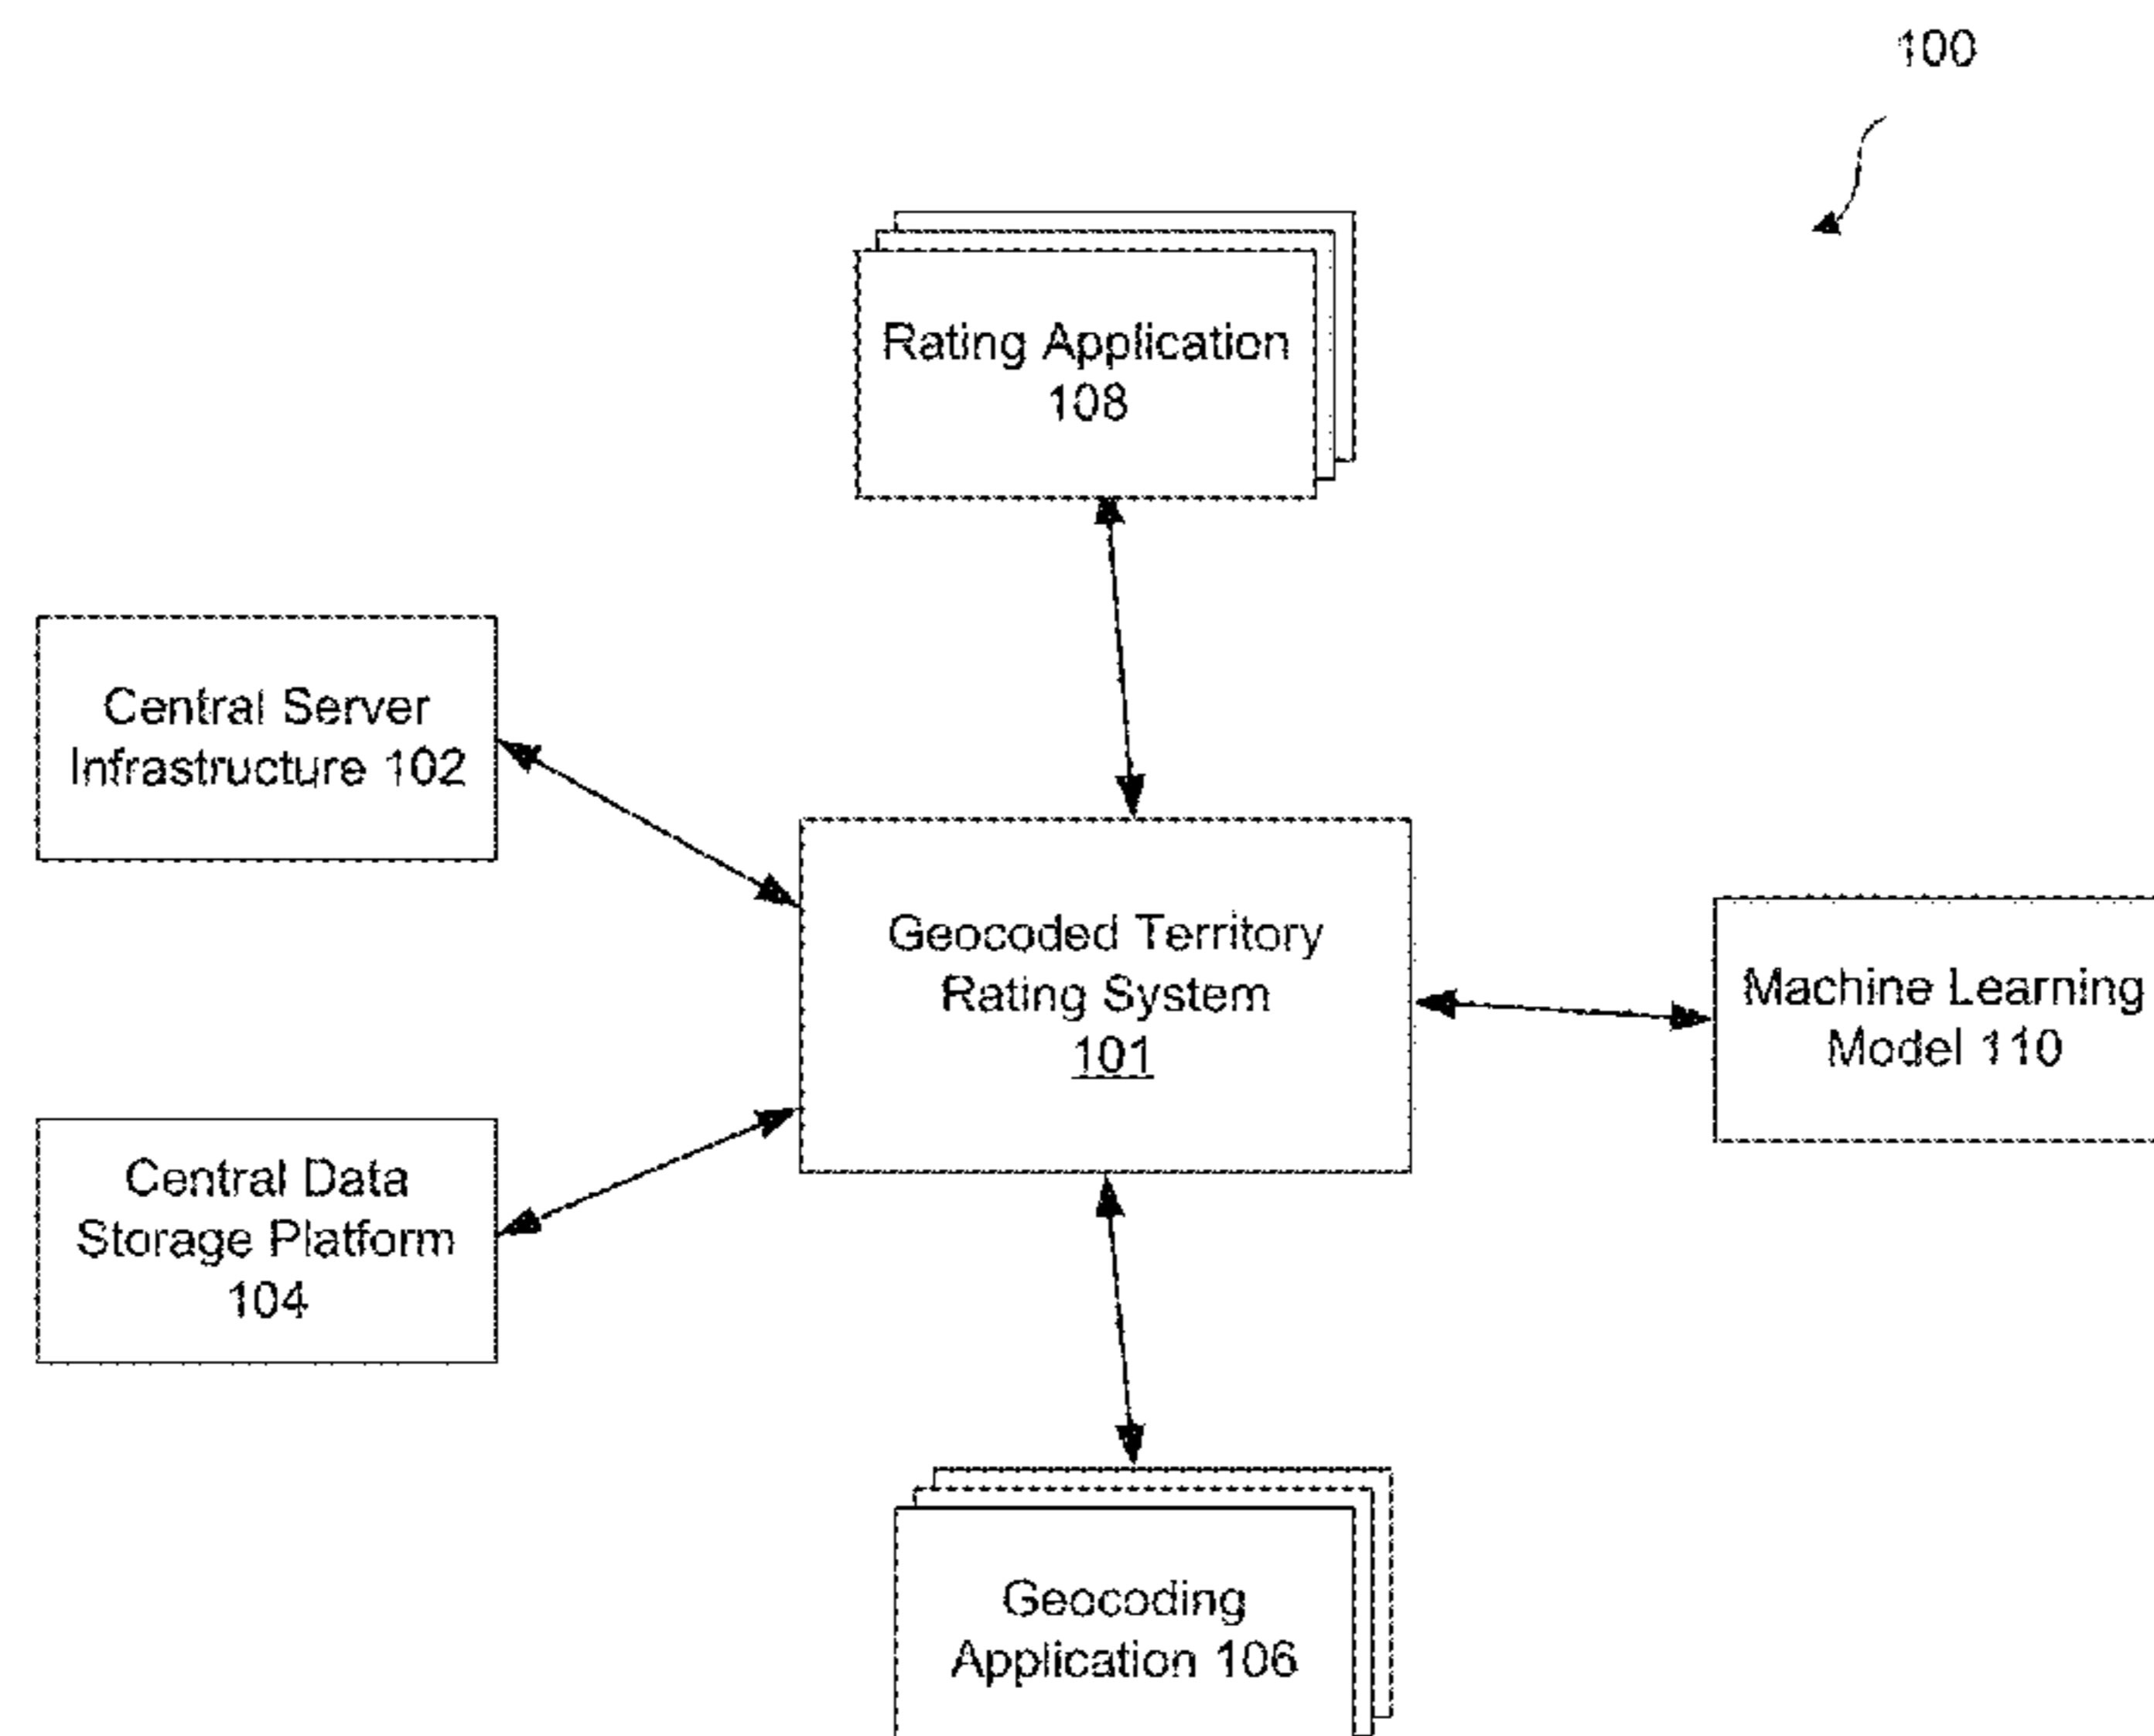 100
Rating Application
108
Central Server
Infrastructure 102
Geocoded Territory
Rating System
101
Machine Learning
Model 110
Central Data
Storage Platform
104
Geocoding
Application 106